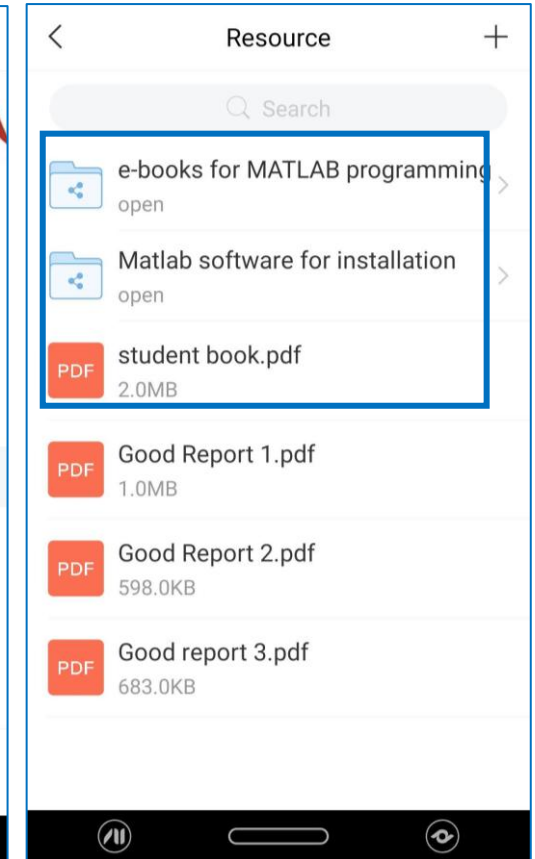 Resource
Search
e-books for MATLAB programming
open
Matlab software for installation
open
PDF
student book.pdf
2.0MB
PDF
Good Report 1.pdf
1.0MB
PDF
Good Report 2.pdf
598.0KB
PDF
Good report 3.pdf
683.0KB